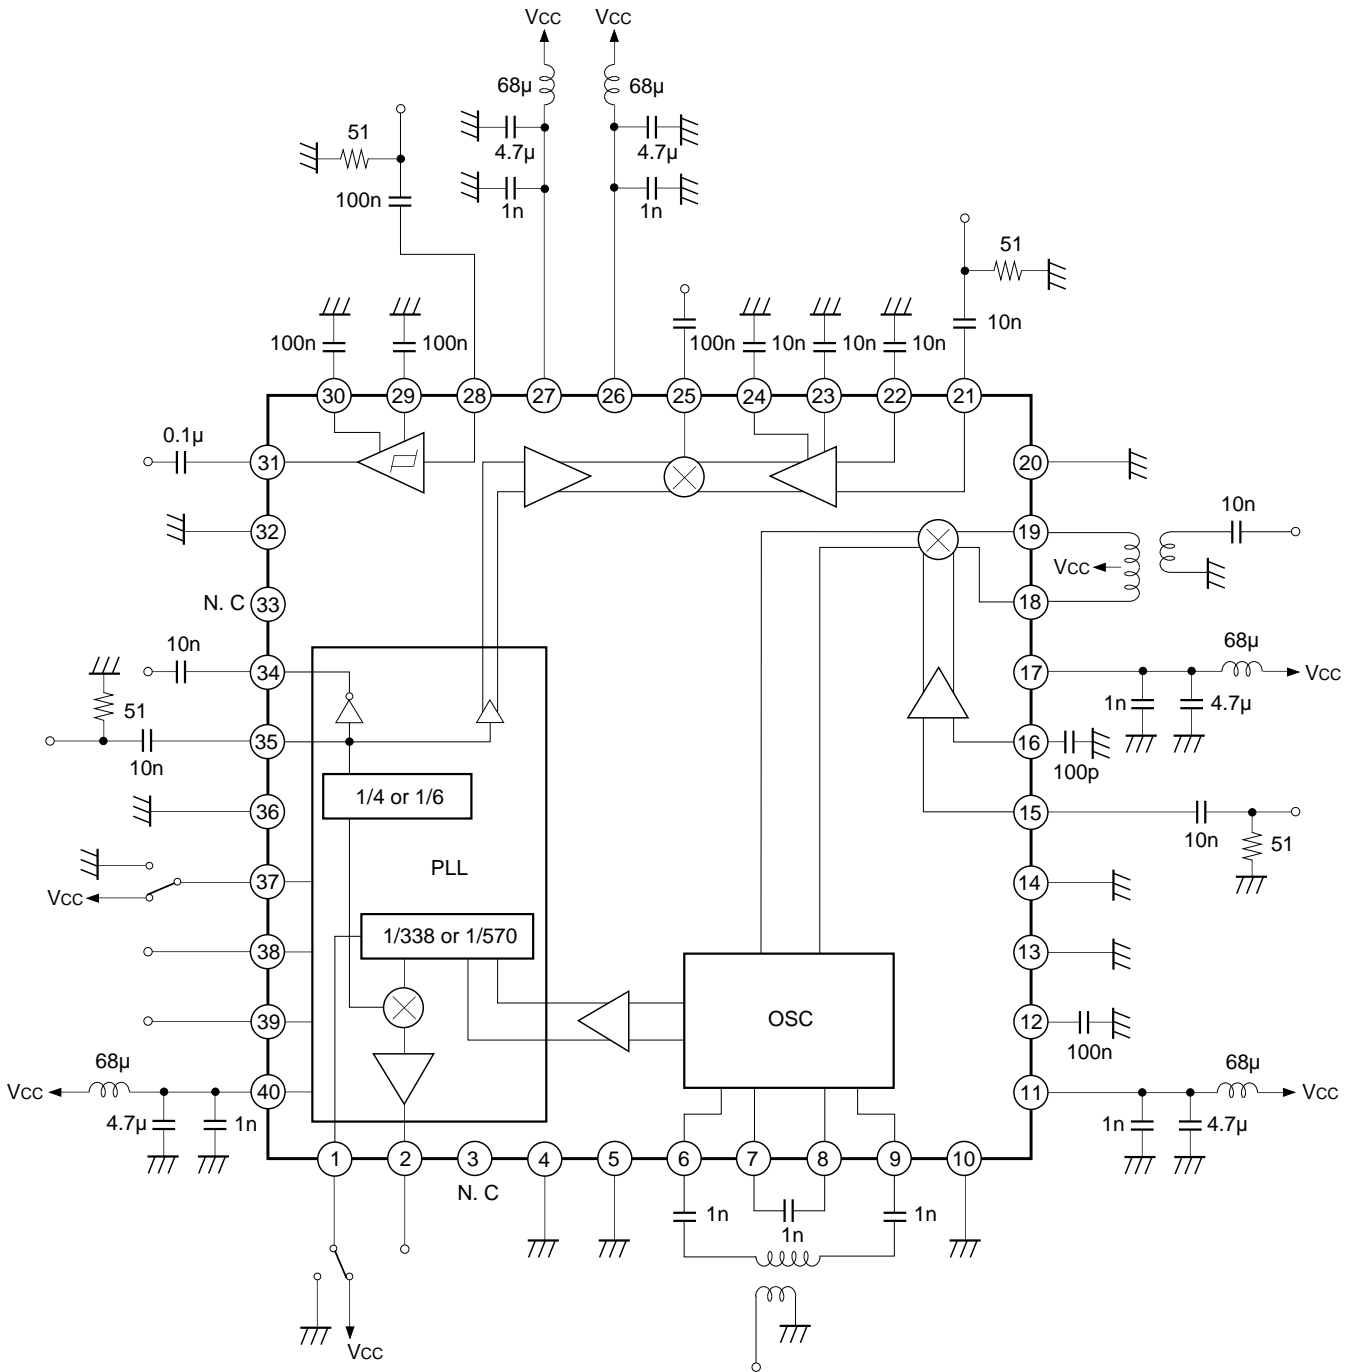 Vcc Vcc
68µ 68µ
51 4.7µ 4.7µ
100n 1n 1n
51
10n
100n 100n 100n 10n 10n 10n
30 29 28 27 26 25 24 23 22 21
0.1µ
31 20
10n
32 19
Vcc
N. C 33 18
10n 68µ
34 17 Vcc
51 1n 4.7µ
35 16
10n 100p
1/4 or 1/6
36 15
10n 51
PLL
37 14
Vcc
1/338 or 1/570
38 13
OSC
39 12
100n
68µ 68µ
Vcc 40 11 Vcc
4.7µ 1n 1n 4.7µ
1 2 3 4 5 6 7 8 9 10
N. C
1n 1n 1n
Vcc